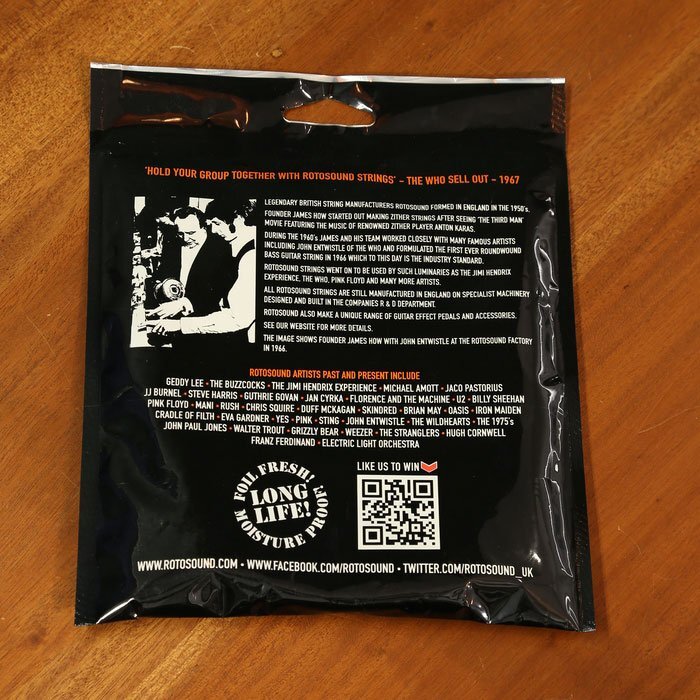 'HOLD YOUR GROUP TOGETHER WITH ROTOSOUND STRINGS' – THE WHO SELL OUT – 1967
LEGENDARY BRITISH STRING MANUFACTURERS ROTOSOUND FORMED IN ENGLAND IN THE 1950's.
FOUNDER JAMES HOW STARTED OUT MAKING ZITHER STRINGS AFTER SEEING 'THE THIRD MAN'
MOVIE FEATURING THE MUSIC OF RENOWNED ZITHER PLAYER ANTON KARAS.
DURING THE 1960's JAMES AND HIS TEAM WORKED CLOSELY WITH MANY FAMOUS ARTISTS
INCLUDING JOHN ENTWISTLE OF THE WHO AND FORMULATED THE FIRST EVER ROUNDWOUND
BASS GUITAR STRING IN 1966 WHICH TO THIS DAY IS THE INDUSTRY STANDARD.
ROTOSOUND STRINGS WENT ON TO BE USED BY SUCH LUMINARIES AS THE JIMI HENDRIX
EXPERIENCE, THE WHO, PINK FLOYD AND MANY MORE ARTISTS.
ALL ROTOSOUND STRINGS ARE STILL MANUFACTURED IN ENGLAND ON SPECIALIST MACHINERY
DESIGNED AND BUILT IN THE COMPANIES R & D DEPARTMENT.
ROTOSOUND ALSO MAKE A UNIQUE RANGE OF GUITAR EFFECT PEDALS AND ACCESSORIES.
SEE OUR WEBSITE FOR MORE DETAILS.
THE IMAGE SHOWS FOUNDER JAMES HOW WITH JOHN ENTWISTLE AT THE ROTOSOUND FACTORY
IN 1966.
ROTOSOUND ARTISTS PAST AND PRESENT INCLUDE
GEDDY LEE • THE BUZZCOCKS • THE JIMI HENDRIX EXPERIENCE • MICHAEL AMOTT • JACO PASTORIUS
JJ BURNEL • STEVE HARRIS • GUTHRIE GOVAN • JAN CYRKA • FLORENCE AND THE MACHINE • U2 • BILLY SHEEHAN
PINK FLOYD • MANI • RUSH • CHRIS SQUIRE • DUFF MCKAGAN • SKINDRED • BRIAN MAY • OASIS • IRON MAIDEN
CRADLE OF FILTH • EVA GARDNER • YES • PINK • STING • JOHN ENTWISTLE • THE WILDHEARTS • THE 1975's
JOHN PAUL JONES • WALTER TROUT • GRIZZLY BEAR • WEEZER • THE STRANGLERS • HUGH CORNWELL
FRANZ FERDINAND • ELECTRIC LIGHT ORCHESTRA
FOIL FRESH!
LONG
LIFE!
MOISTURE PROOF!
LIKE US TO WIN
WWW.ROTOSOUND.COM • WWW.FACEBOOK.COM/ROTOSOUND • TWITTER.COM/ROTOSOUND_UK